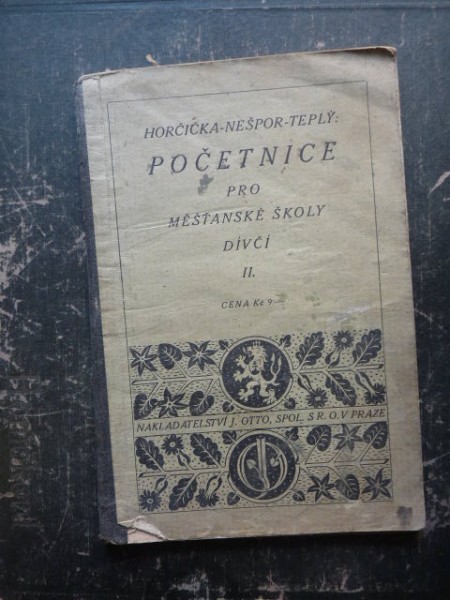 HORČIČKA-NEŠPOR-TEPLÝ:
POČETNICE
PRO
MĚŠŤANSKÉ ŠKOLY
DÍVČÍ
II.
CENA Kč 9·—
NAKLADATELSTVÍ J. OTTO, SPOL. S R. O. V PRAZE